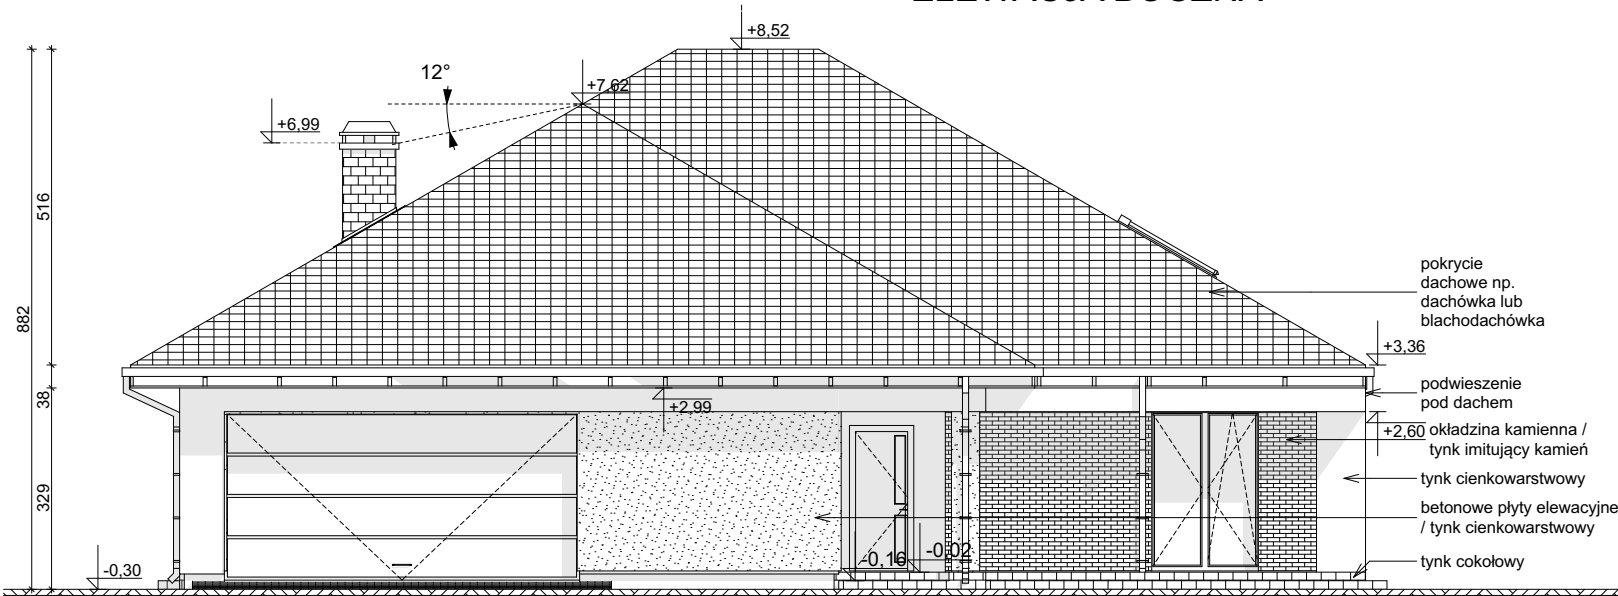 +8,52
12°
+7,62
+6,99
516
882
38
329
pokrycie
dachowe np.
dachówka lub
blachodachówka
+3,36
podwieszenie
pod dachem
+2,99
+2,60
okładzina kamienna /
tynk imitujący kamień
tynk cienkowarstwowy
betonowe płyty elewacyjne
/ tynk cienkowarstwowy
-0,02
-0,16
tynk cokołowy
-0,30